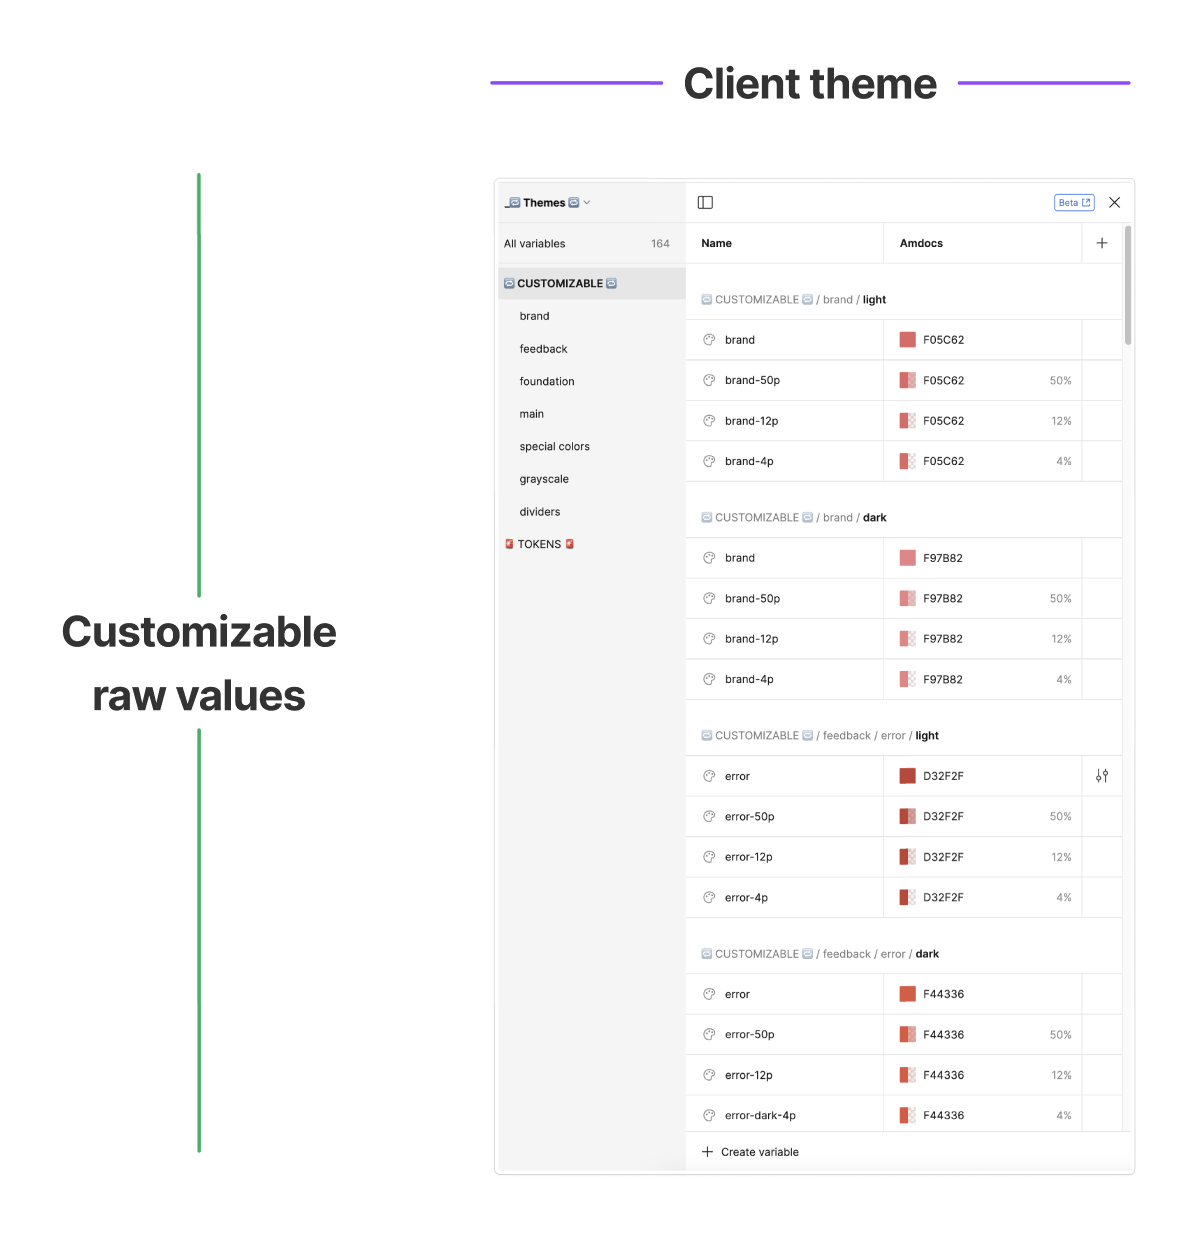 Client theme
Customizable
raw values
Themes
Beta
All variables 164
Name Amdocs
CUSTOMIZABLE
brand
feedback
foundation
main
special colors
grayscale
dividers
TOKENS
CUSTOMIZABLE / brand / light
brand F05C62
brand-50p F05C62 50%
brand-12p F05C62 12%
brand-4p F05C62 4%
CUSTOMIZABLE / brand / dark
brand F97B82
brand-50p F97B82 50%
brand-12p F97B82 12%
brand-4p F97B82 4%
CUSTOMIZABLE / feedback / error / light
error D32F2F
error-50p D32F2F 50%
error-12p D32F2F 12%
error-4p D32F2F 4%
CUSTOMIZABLE / feedback / error / dark
error F44336
error-50p F44336 50%
error-12p F44336 12%
error-dark-4p F44336 4%
Create variable